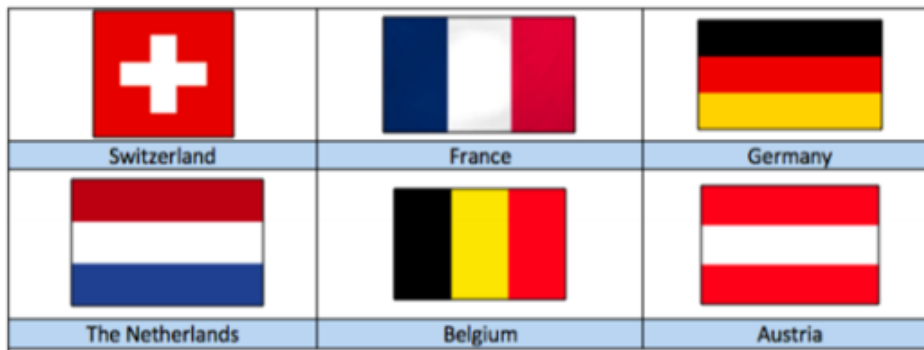 Switzerland
France
Germany
The Netherlands
Belgium
Austria